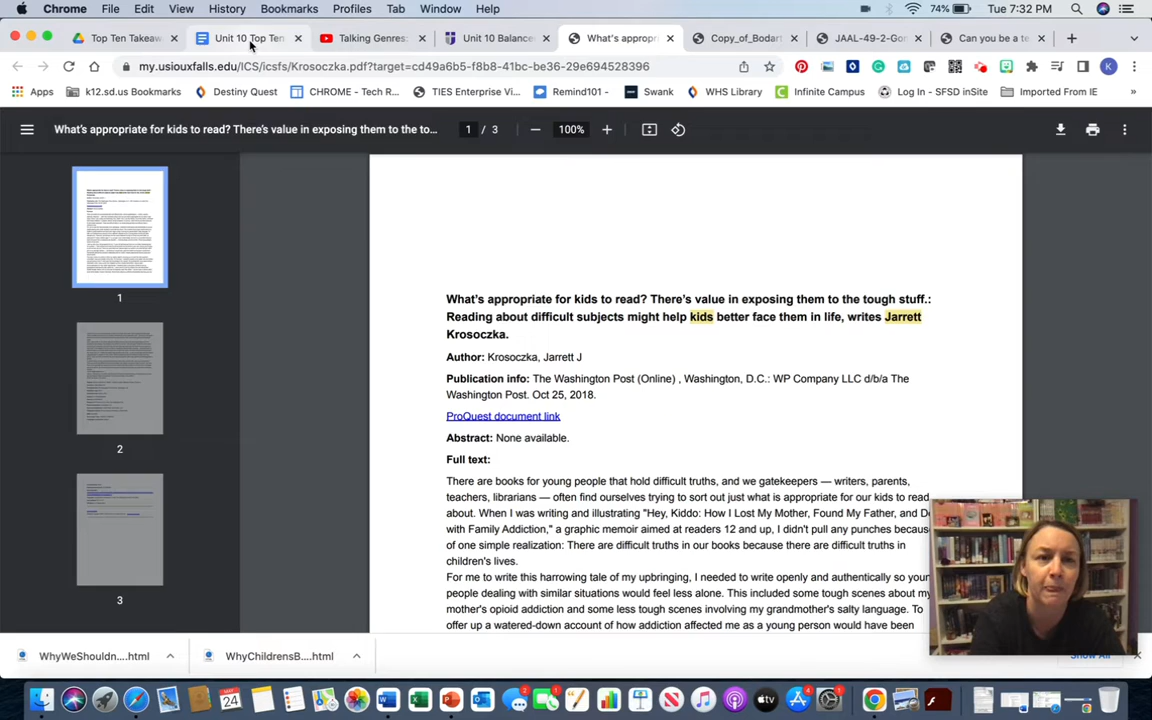 Chrome File Edit View History Bookmarks Profiles Tab Window Help 74% Tue 7:32 PM
Top Ten Takeaw Unit 10 Top Ten Talking Genres: Unit 10 Balance What's appropri Copy_of_Bodart JAAL-49-2-Gor Can you be a te
my.usiouxfalls.edu/ICS/icsfs/Krosoczka.pdf?target=cd49a6b5-f8b8-41bc-be36-29e694528396 K
Apps k12.sd.us Bookmarks Destiny Quest CHROME - Tech R... TIES Enterprise Vi... Remind101 - Swank WHS Library Infinite Campus Log In - SFSD inSite Imported From IE »
What's appropriate for kids to read? There's value in exposing them to the to... 1 / 3 100%
1
2
3
What's appropriate for kids to read? There's value in exposing them to the tough stuff.:
Reading about difficult subjects might help kids better face them in life, writes Jarrett
Krosoczka.
Author: Krosoczka, Jarrett J
Publication info: The Washington Post (Online) , Washington, D.C.: WP Company LLC d/b/a The
Washington Post. Oct 25, 2018.
ProQuest document link
Abstract: None available.
Full text:
There are books for young people that hold difficult truths, and we gatekeepers — writers, parents,
teachers, librarians — often find ourselves trying to sort out just what is appropriate for our kids to read
about. When I was writing and illustrating "Hey, Kiddo: How I Lost My Mother, Found My Father, and De
with Family Addiction," a graphic memoir aimed at readers 12 and up, I didn't pull any punches because
of one simple realization: There are difficult truths in our books because there are difficult truths in
children's lives.
For me to write this harrowing tale of my upbringing, I needed to write openly and authentically so young
people dealing with similar situations would feel less alone. This included some tough scenes about my
mother's opioid addiction and some less tough scenes involving my grandmother's salty language. To
offer up a watered-down account of how addiction affected me as a young person would have been
WhyWeShouldn....html WhyChildrensB....html Show All
MAY
24